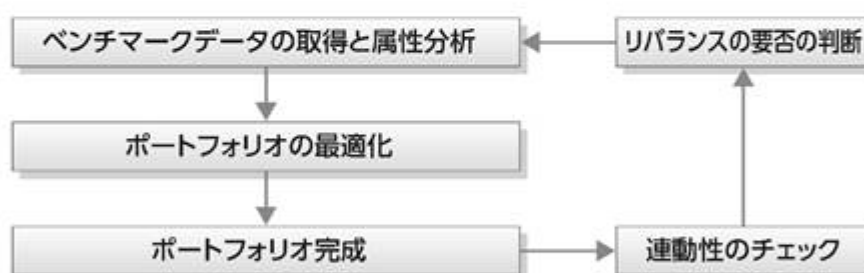 ベンチマークデータの取得と属性分析
リバランスの要否の判断
ポートフォリオの最適化
ポートフォリオ完成
連動性のチェック